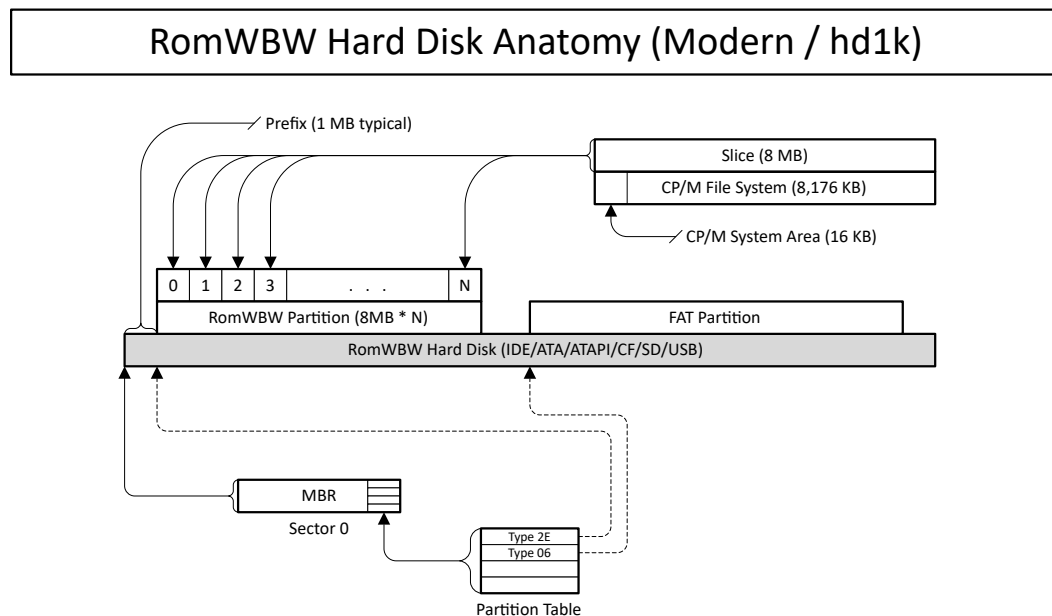 RomWBW Hard Disk Anatomy (Modern / hd1k)
Prefix (1 MB typical)
Slice (8 MB)
CP/M File System (8,176 KB)
CP/M System Area (16 KB)
0 1 2 3 . . . N
RomWBW Partition (8MB * N)
FAT Partition
RomWBW Hard Disk (IDE/ATA/ATAPI/CF/SD/USB)
MBR
Sector 0
Type 2E
Type 06
Partition Table